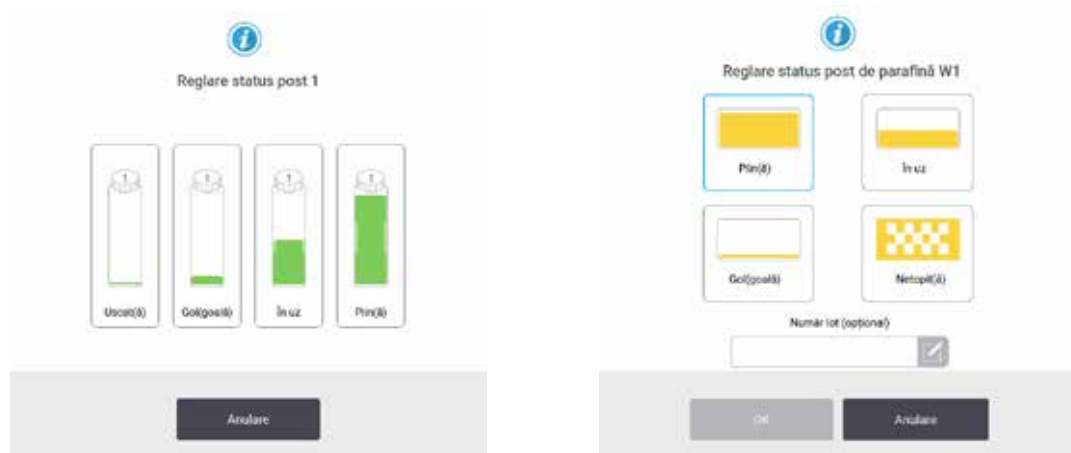 Reglare status post 1
1
1
1
1
Uscat(ă)
Gol(goală)
În uz
Plin(ă)
Anulare
Reglare status post de parafină W1
Plin(ă)
În uz
Gol(goală)
Netopit(ă)
Număr lot (opțional)
OK
Anulare